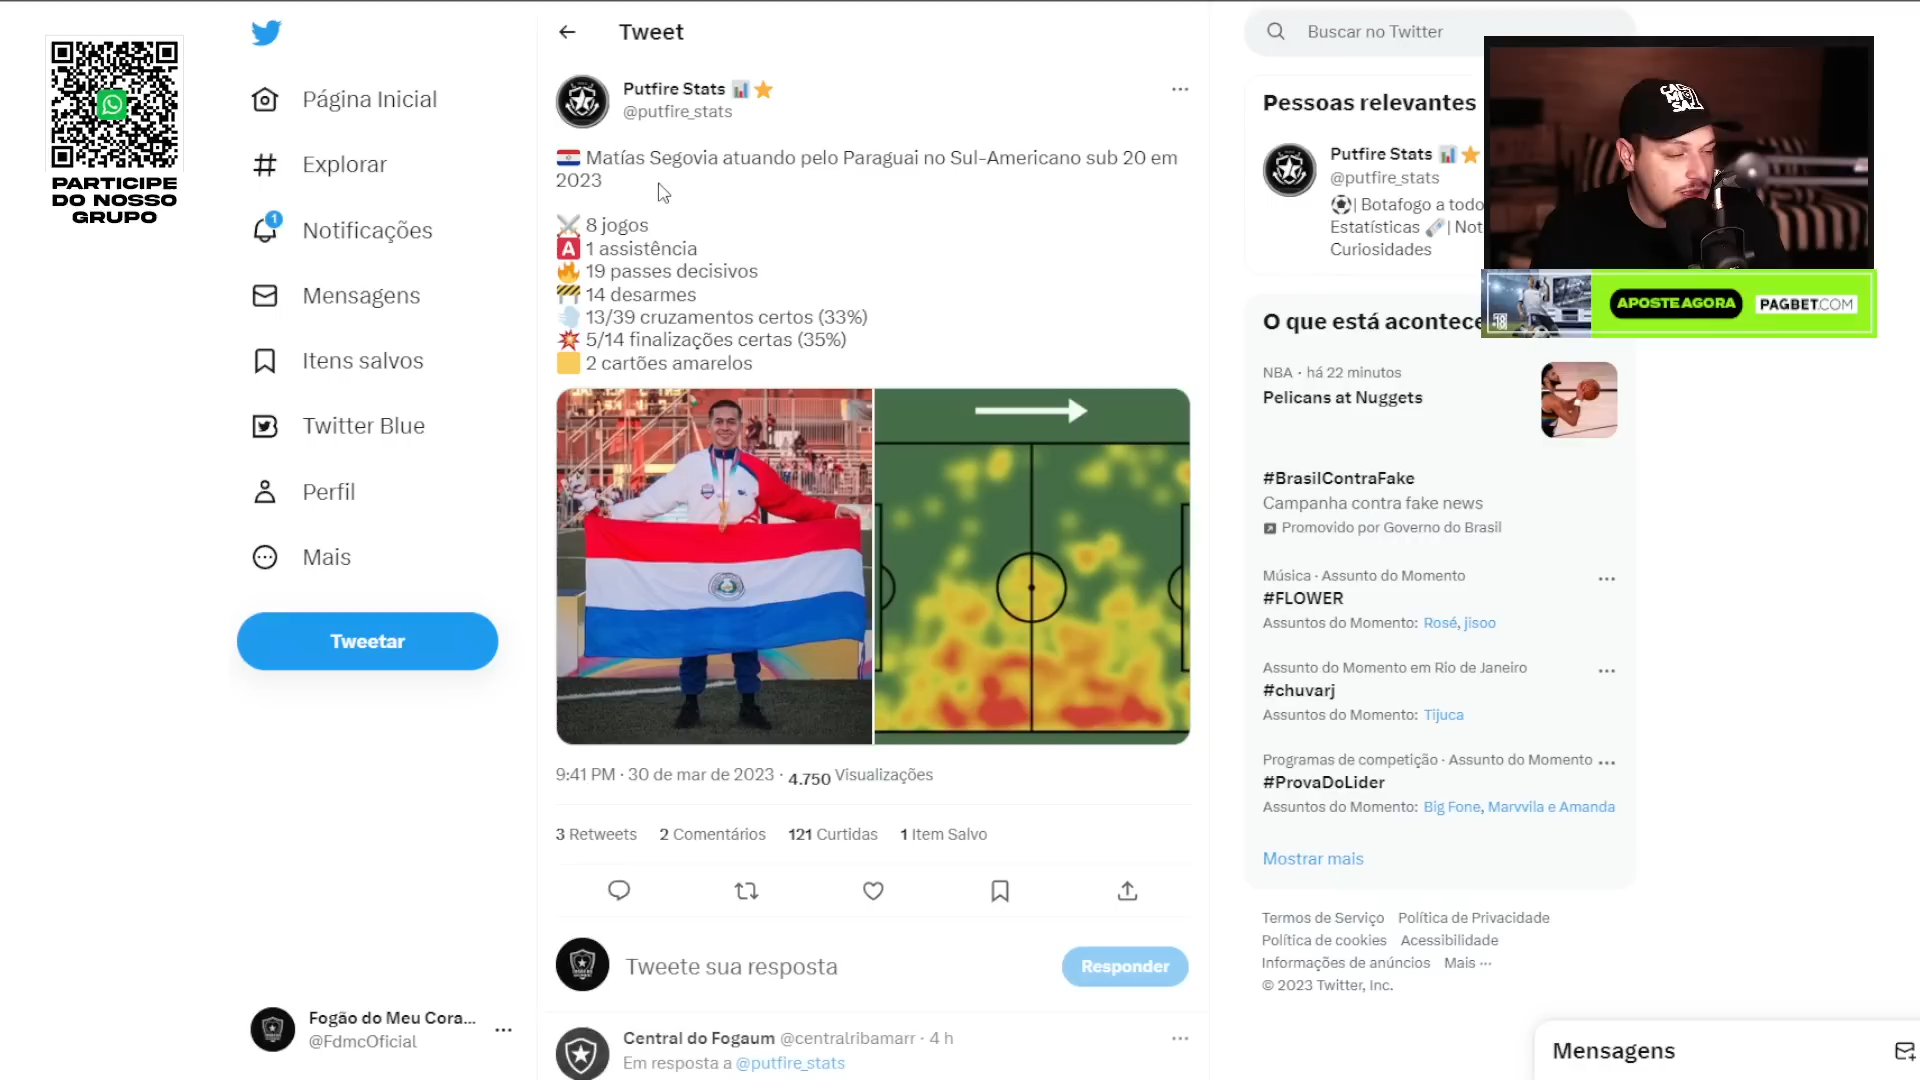 PARTICIPE
DO NOSSO
GRUPO
Página Inicial
Explorar
1
Notificações
Mensagens
Itens salvos
Twitter Blue
Perfil
Mais
Tweetar
Fogão do Meu Cora...
@FdmcOficial
Tweet
Putfire Stats
@putfire_stats
Matías Segovia atuando pelo Paraguai no Sul-Americano sub 20 em
2023
8 jogos
A 1 assistência
19 passes decisivos
14 desarmes
13/39 cruzamentos certos (33%)
5/14 finalizações certas (35%)
2 cartões amarelos
9:41 PM · 30 de mar de 2023 · 4.750 Visualizações
3 Retweets 2 Comentários 121 Curtidas 1 Item Salvo
Tweete sua resposta
Responder
Central do Fogaum @centralribamarr · 4 h
Em resposta a @putfire_stats
Buscar no Twitter
Pessoas relevantes
Putfire Stats
@putfire_stats
| Botafogo a todo
Estatísticas | Not
Curiosidades
CAC
MI
SA
18
APOSTE AGORA
PAGBET.COM
O que está acontece
NBA · há 22 minutos
Pelicans at Nuggets
#BrasilContraFake
Campanha contra fake news
Promovido por Governo do Brasil
Música · Assunto do Momento
#FLOWER
Assuntos do Momento: Rosé, jisoo
Assunto do Momento em Rio de Janeiro
#chuvarj
Assuntos do Momento: Tijuca
Programas de competição · Assunto do Momento
#ProvaDoLider
Assuntos do Momento: Big Fone, Marvvila e Amanda
Mostrar mais
Termos de Serviço Política de Privacidade
Política de cookies Acessibilidade
Informações de anúncios Mais ...
© 2023 Twitter, Inc.
Mensagens